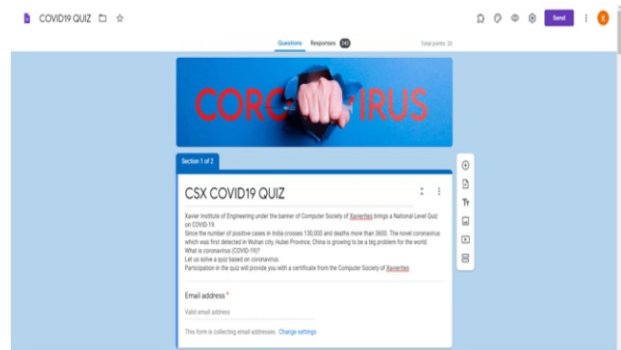 COVID19 QUIZ
Send
X
Questions Responses 243 Total points: 20
CORO VIRUS
Section 1 of 2
CSX COVID19 QUIZ
Xavier Institute of Engineering under the banner of Computer Society of Xavierites brings a National Level Quiz
on COVID-19.
Since the number of positive cases in India crosses 130,000 and deaths more than 3600. The novel coronavirus
which was first detected in Wuhan city, Hubei Province, China is growing to be a big problem for the world.
What is coronavirus (COVID-19)?
Let us solve a quiz based on coronavirus.
Participation in the quiz will provide you with a certificate from the Computer Society of Xavierites
Email address *
Valid email address
This form is collecting email addresses. Change settings
Tт